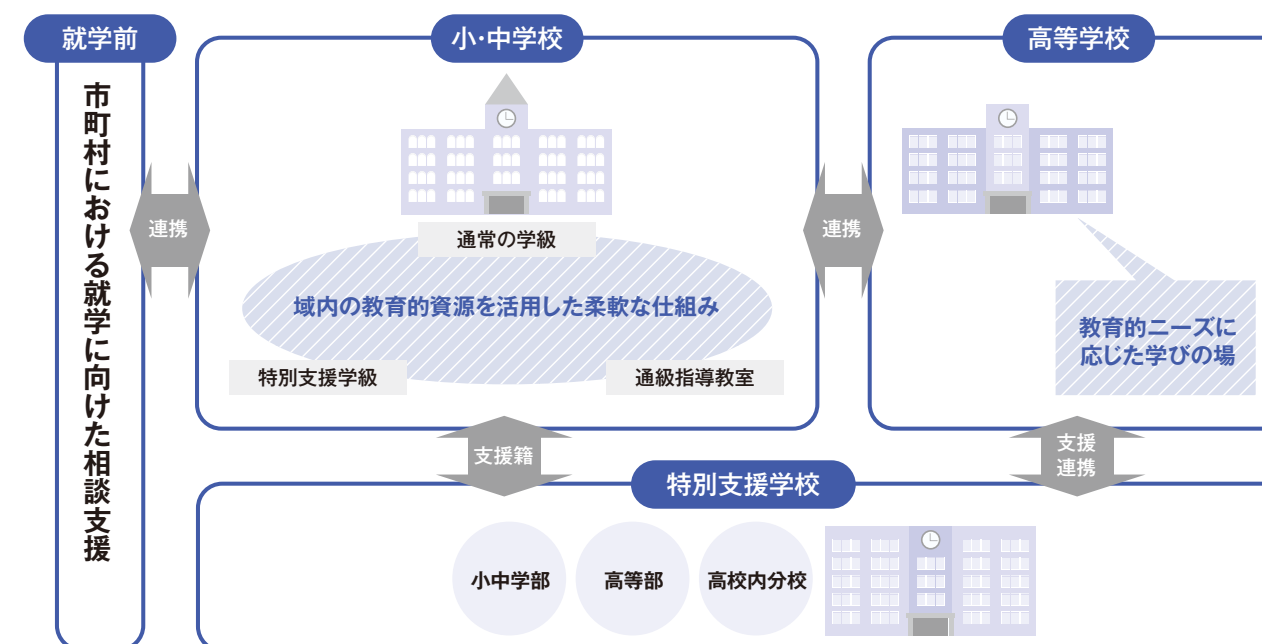 就学前
市町村における就学に向けた相談支援
連携
小・中学校
通常の学級
域内の教育的資源を活用した柔軟な仕組み
特別支援学級
通級指導教室
連携
高等学校
教育的ニーズに
応じた学びの場
支援籍
支援
連携
特別支援学校
小中学部
高等部
高校内分校